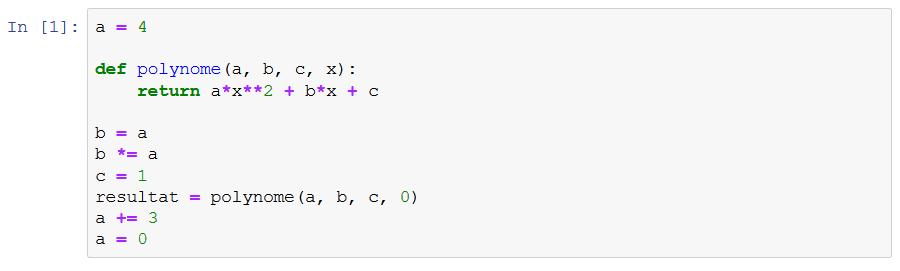 In [1]: a = 4
def polynome(a, b, c, x):
    return a*x**2 + b*x + c
b = a
b *= a
c = 1
resultat = polynome(a, b, c, 0)
a += 3
a = 0